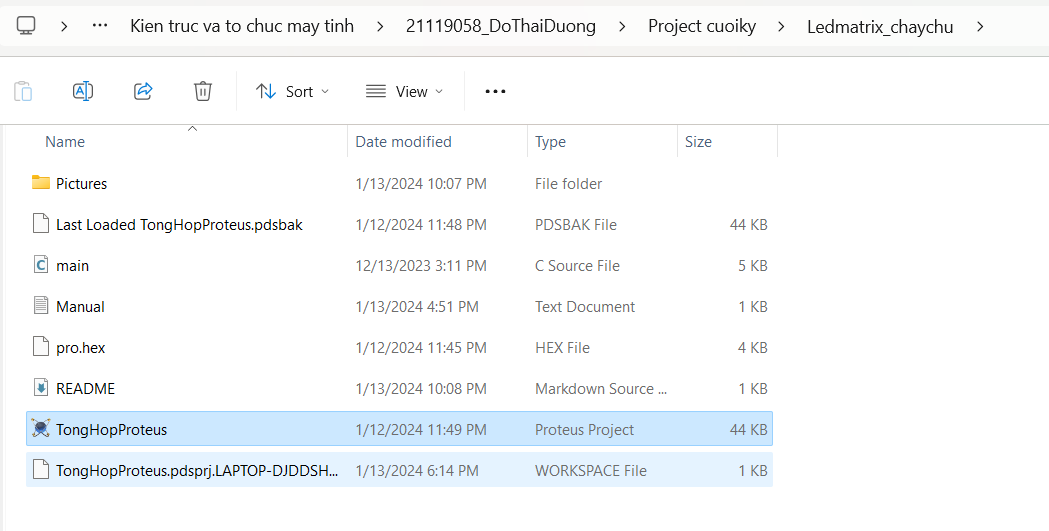 Kien truc va to chuc may tinh > 21119058_DoThaiDuong > Project cuoiky > Ledmatrix_chaychu >
Sort View
Name Date modified Type Size
Pictures 1/13/2024 10:07 PM File folder
Last Loaded TongHopProteus.pdsbak 1/12/2024 11:48 PM PDSBAK File 44 KB
main 12/13/2023 3:11 PM C Source File 5 KB
Manual 1/13/2024 4:51 PM Text Document 1 KB
pro.hex 1/12/2024 11:45 PM HEX File 4 KB
README 1/13/2024 10:08 PM Markdown Source ... 1 KB
TongHopProteus 1/12/2024 11:49 PM Proteus Project 44 KB
TongHopProteus.pdsprj.LAPTOP-DJDDSH... 1/13/2024 6:14 PM WORKSPACE File 1 KB